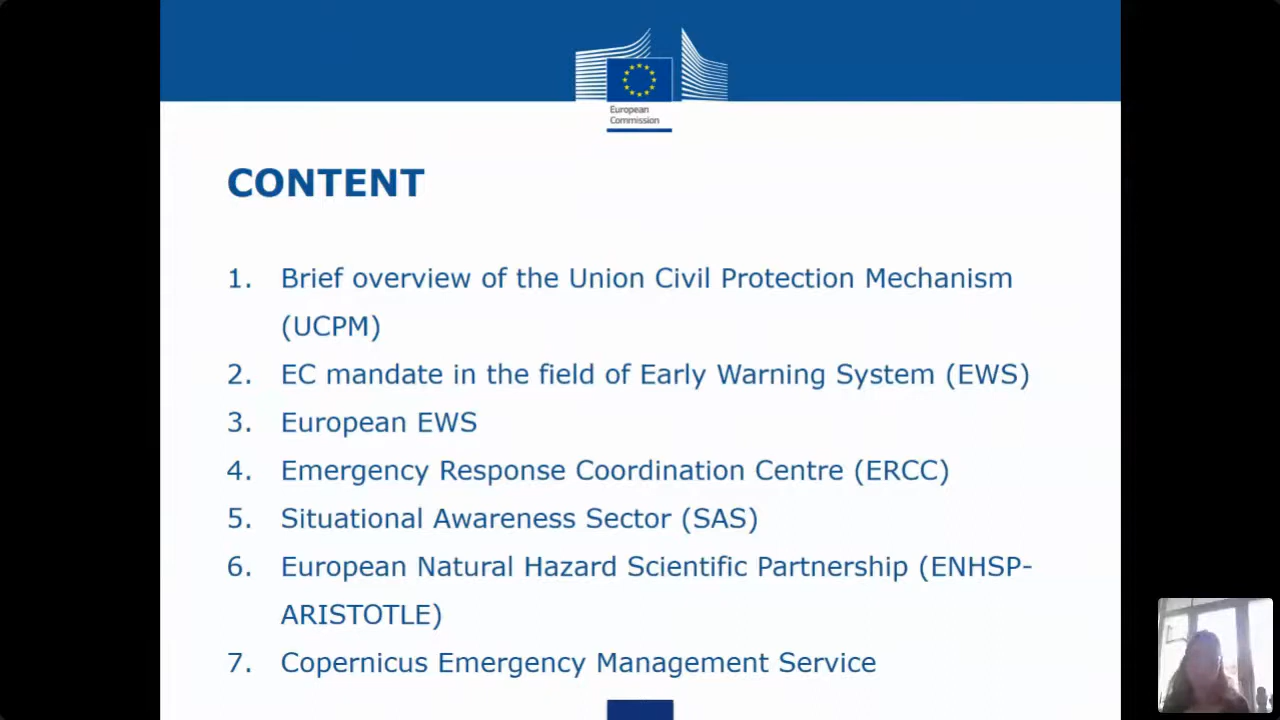 European
Commission
CONTENT
1. Brief overview of the Union Civil Protection Mechanism
(UCPM)
2. EC mandate in the field of Early Warning System (EWS)
3. European EWS
4. Emergency Response Coordination Centre (ERCC)
5. Situational Awareness Sector (SAS)
6. European Natural Hazard Scientific Partnership (ENHSP-
ARISTOTLE)
7. Copernicus Emergency Management Service